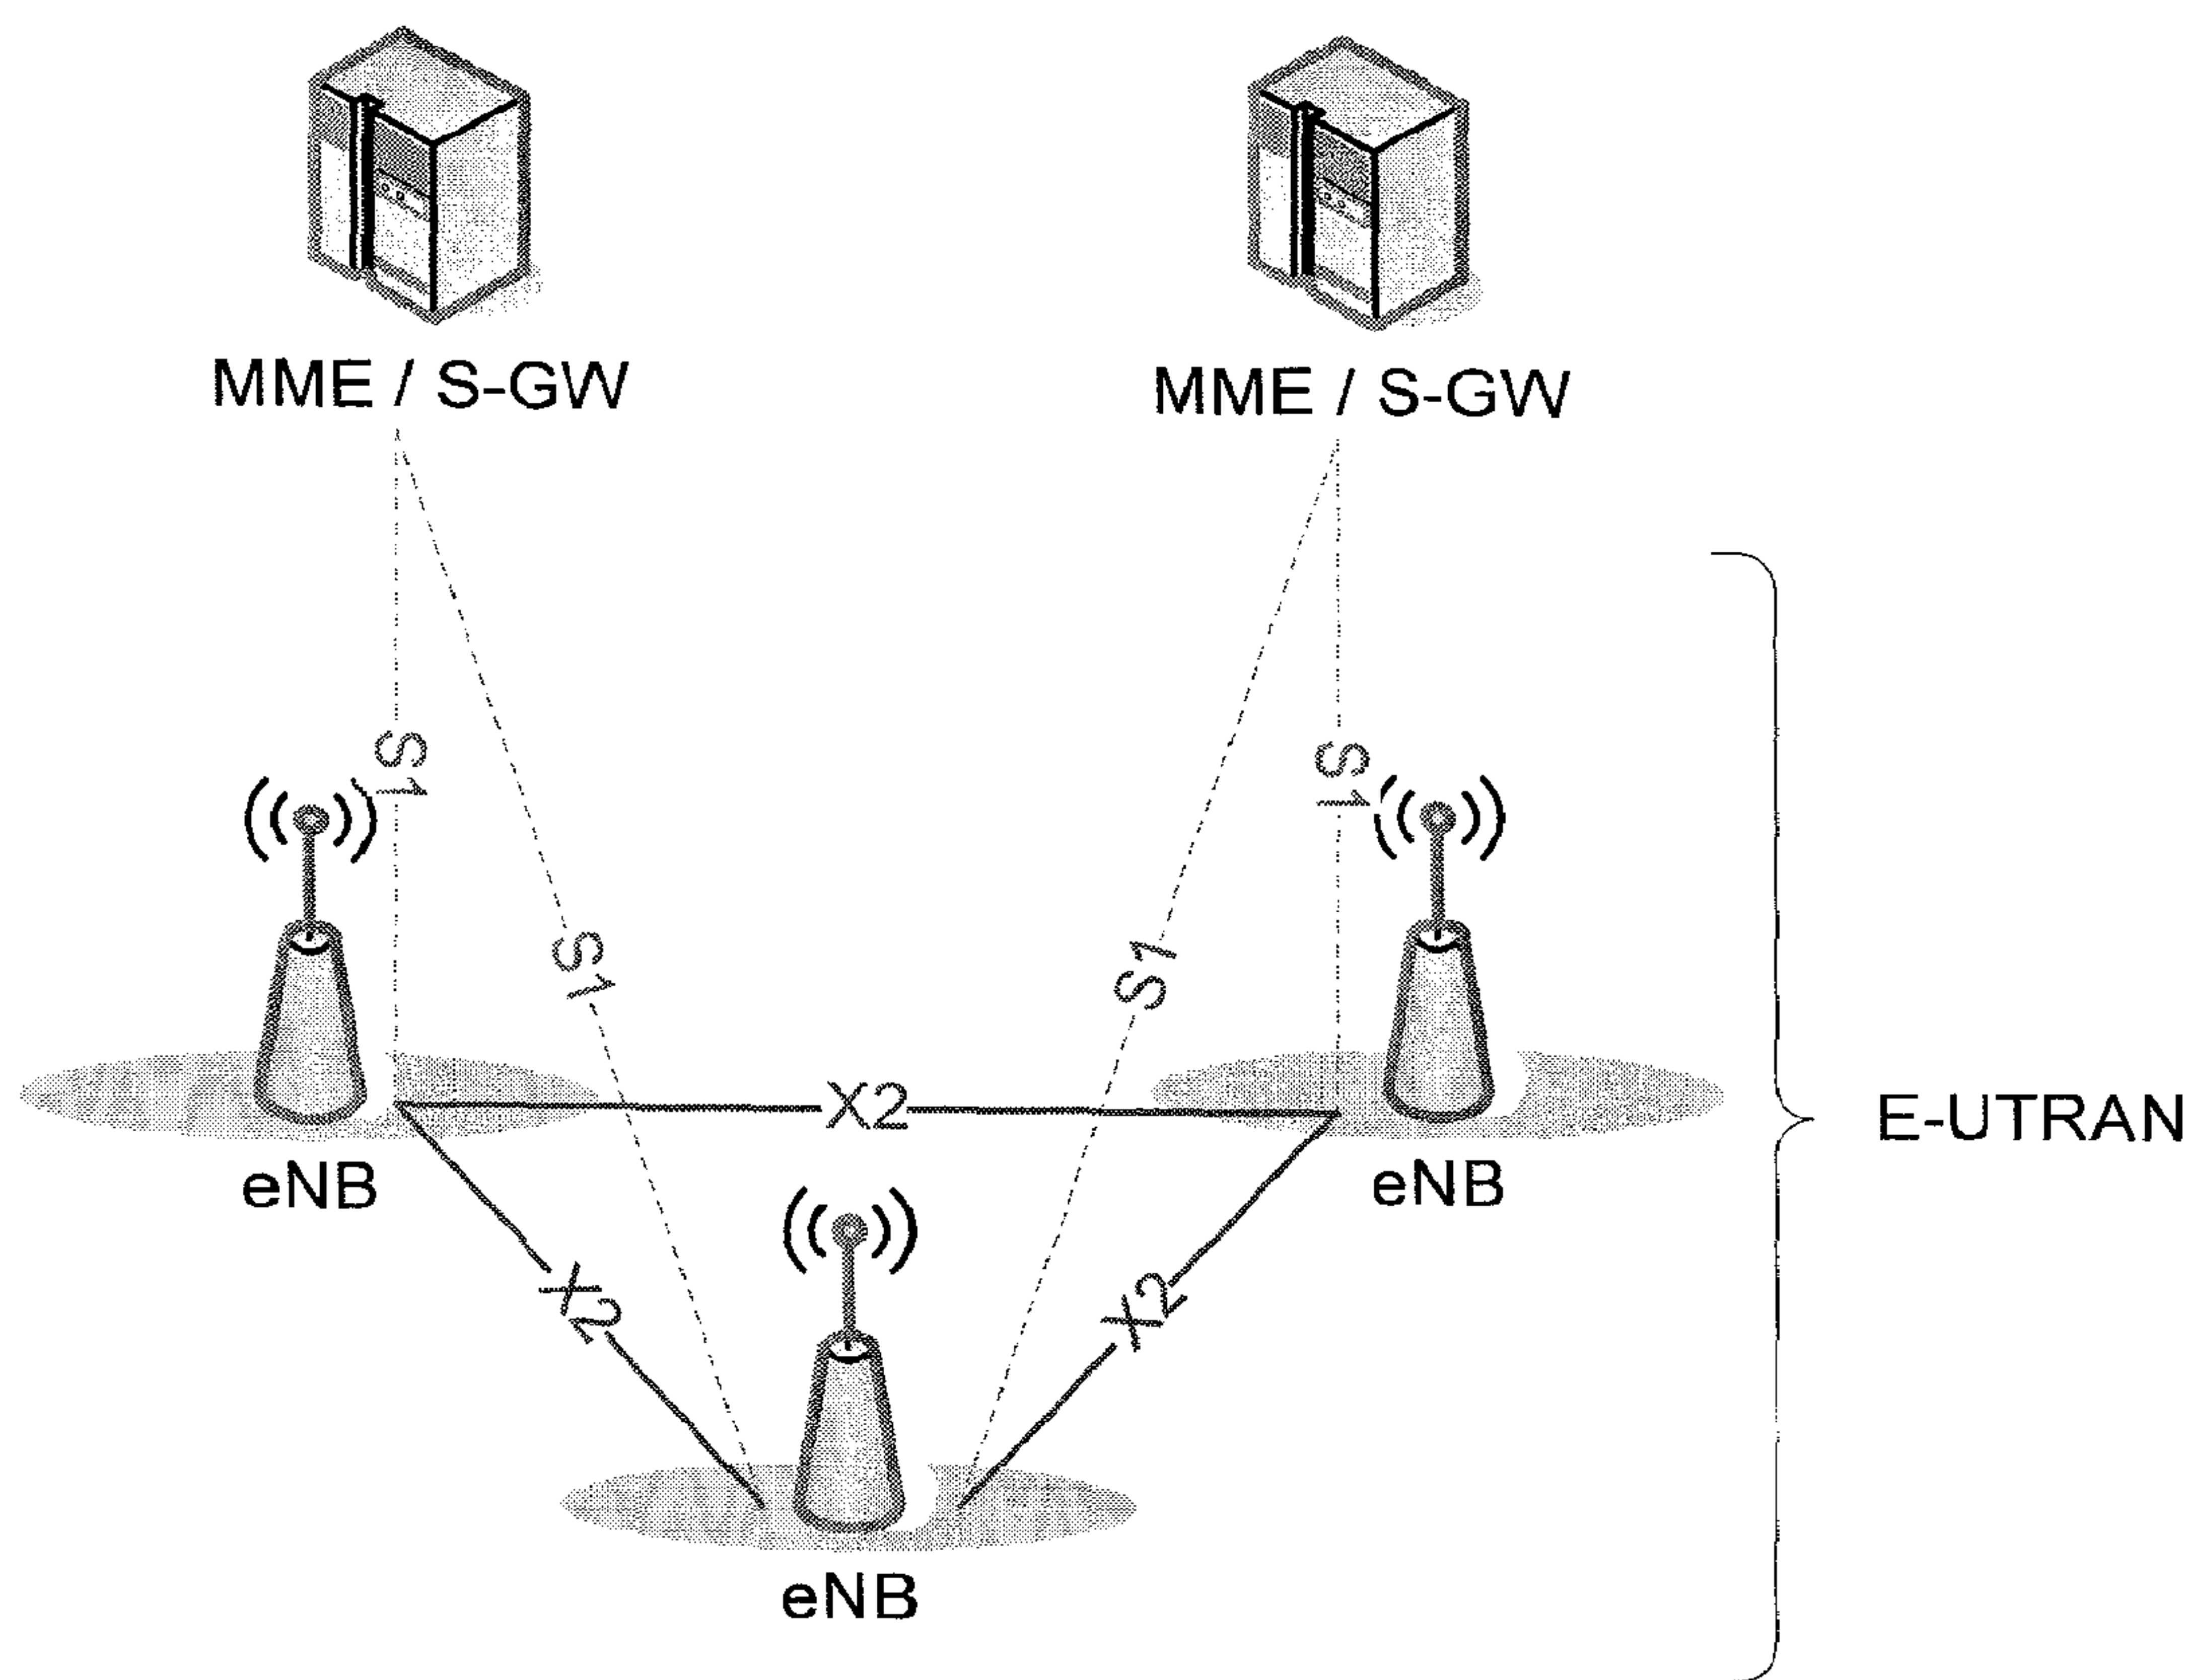 MME / S-GW
MME / S-GW
S1
S1
S1
S1
X2
E-UTRAN
eNB
eNB
X2
X2
eNB